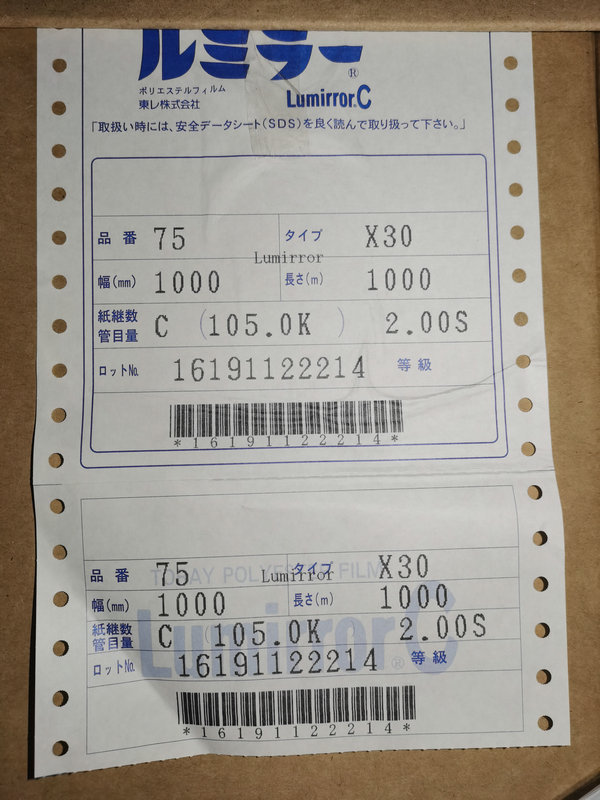 ルミラー®
ポリエステルフィルム
東レ株式会社 Lumirror.C
「取扱い時には、安全データシート(SDS)を良く読んで取り扱って下さい。」
品番 75 タイプ X30
Lumirror
幅(mm) 1000 長さ(m) 1000
紙継数
管目量 C (105.0K ) 2.00S
ロットNo. 16191122214 等級
*16191122214*
TORAY POLYESTER FILM
品番 75 タイプ X30
Lumirror
幅(mm) 1000 長さ(m) 1000
紙継数
管目量 C (105.0K 2.00S
Lumirror®C
ロットNo. 16191122214 等級
*16191122214*